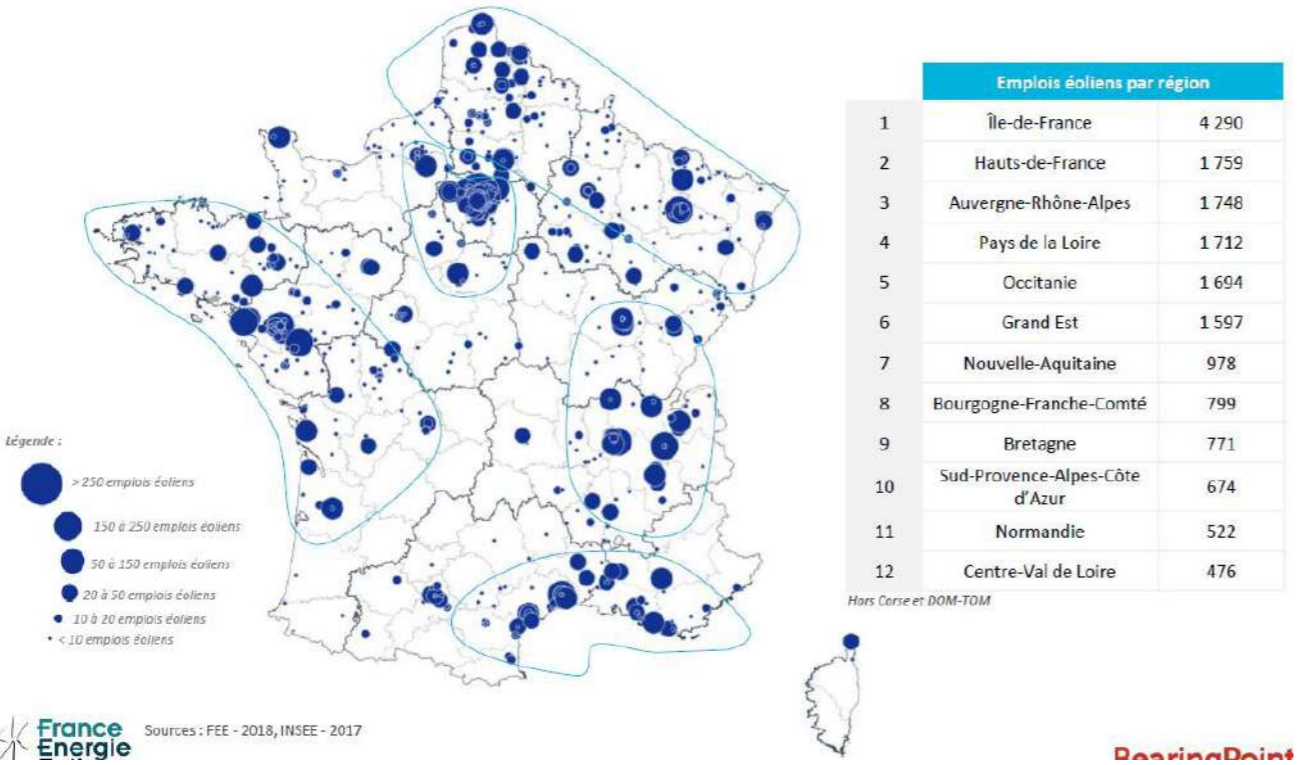 Emplois éoliens par région
1 Île-de-France 4 290
2 Hauts-de-France 1 759
3 Auvergne-Rhône-Alpes 1 748
4 Pays de la Loire 1 712
5 Occitanie 1 694
6 Grand Est 1 597
7 Nouvelle-Aquitaine 978
8 Bourgogne-Franche-Comté 799
9 Bretagne 771
10 Sud-Provence-Alpes-Côte
d'Azur 674
11 Normandie 522
12 Centre-Val de Loire 476
Hors Corse et DOM-TOM
Légende :
> 250 emplois éoliens
150 à 250 emplois éoliens
50 à 150 emplois éoliens
20 à 50 emplois éoliens
10 à 20 emplois éoliens
< 10 emplois éoliens
France
Energie
Sources : FEE - 2018, INSEE - 2017
BearingPoint